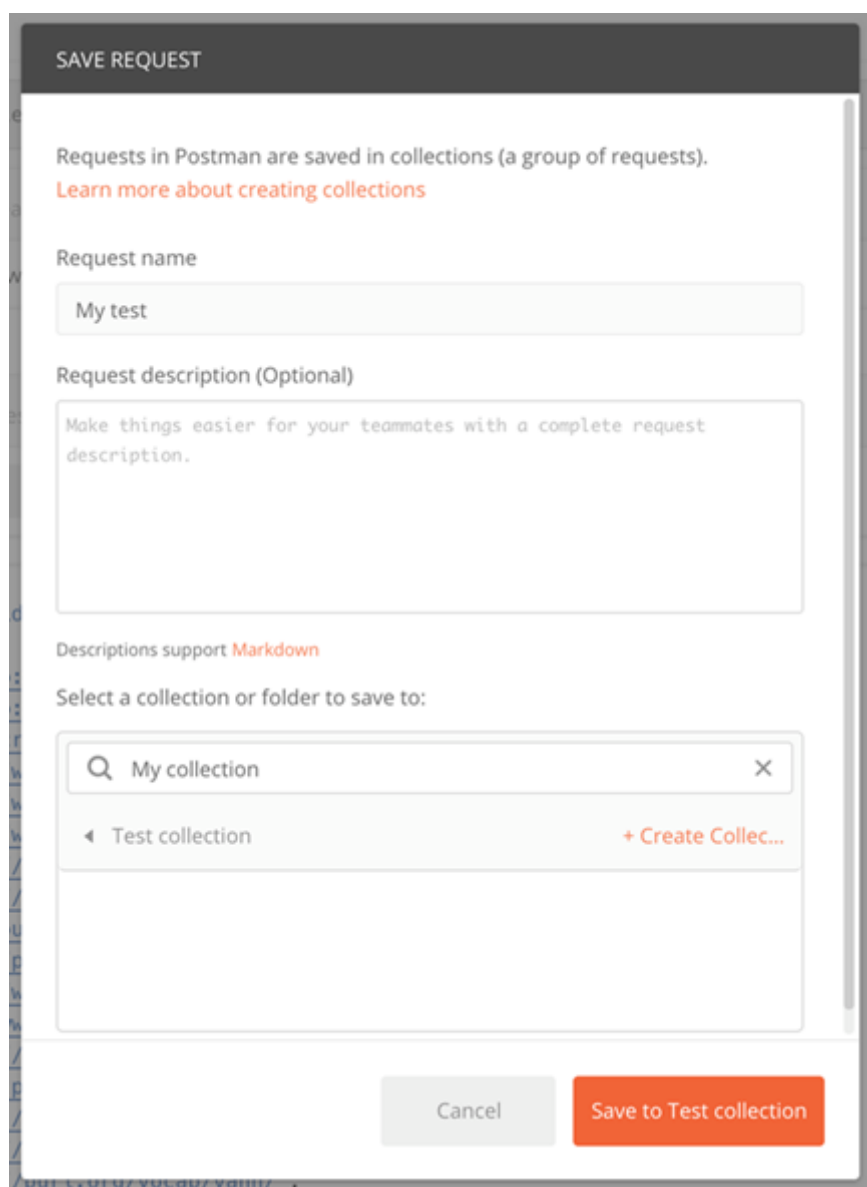 SAVE REQUEST
Requests in Postman are saved in collections (a group of requests).
Learn more about creating collections
Request name
My test
Request description (Optional)
Make things easier for your teammates with a complete request
description.
Descriptions support Markdown
Select a collection or folder to save to:
My collection
Test collection + Create Collec...
Cancel Save to Test collection